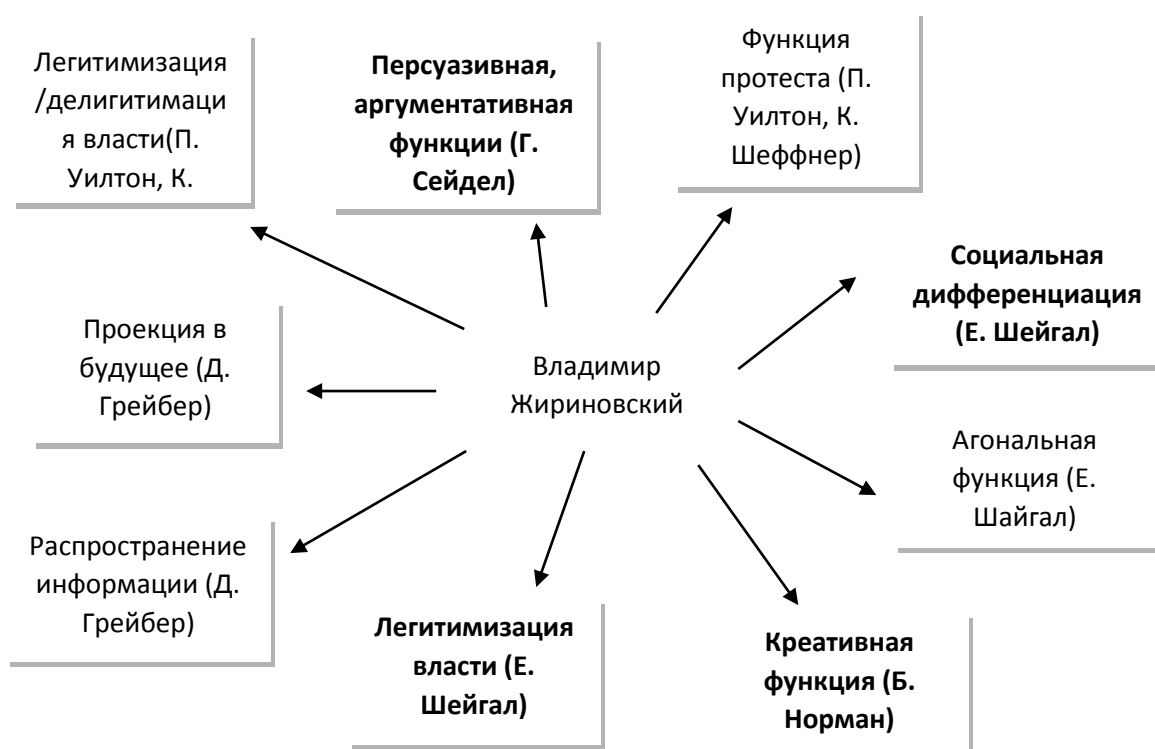 Легитимизация
/делигитимаци
я власти(П.
Уилтон, К.
Персуазивная,
аргументативная
функции (Г.
Сейдел)
Функция
протеста (П.
Уилтон, К.
Шеффнер)
Социальная
дифференциация
(Е. Шейгал)
Проекция в
будущее (Д.
Грейбер)
Владимир
Жириновский
Агональная
функция (Е.
Шайгал)
Распространение
информации (Д.
Грейбер)
Легитимизация
власти (Е.
Шейгал)
Креативная
функция (Б.
Норман)